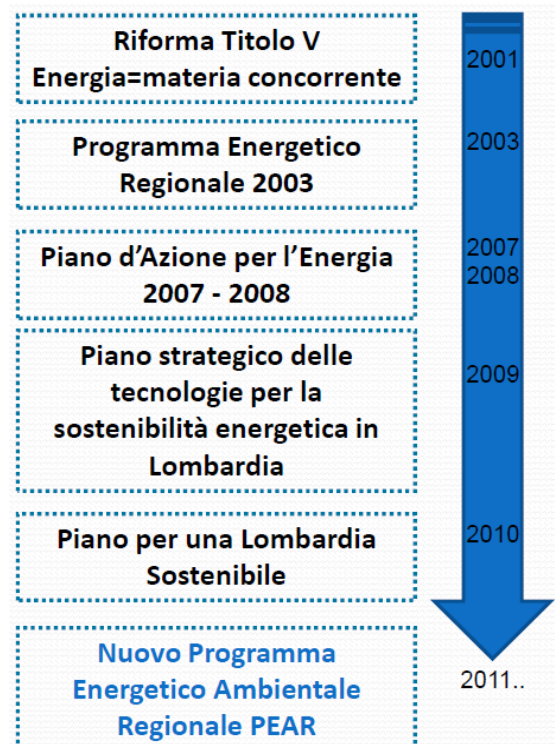 Riforma Titolo V
Energia=materia concorrente
2001
Programma Energetico
Regionale 2003
2003
Piano d'Azione per l'Energia
2007 - 2008
2007
2008
Piano strategico delle
tecnologie per la
sostenibilità energetica in
Lombardia
2009
Piano per una Lombardia
Sostenibile
2010
Nuovo Programma
Energetico Ambientale
Regionale PEAR
2011..